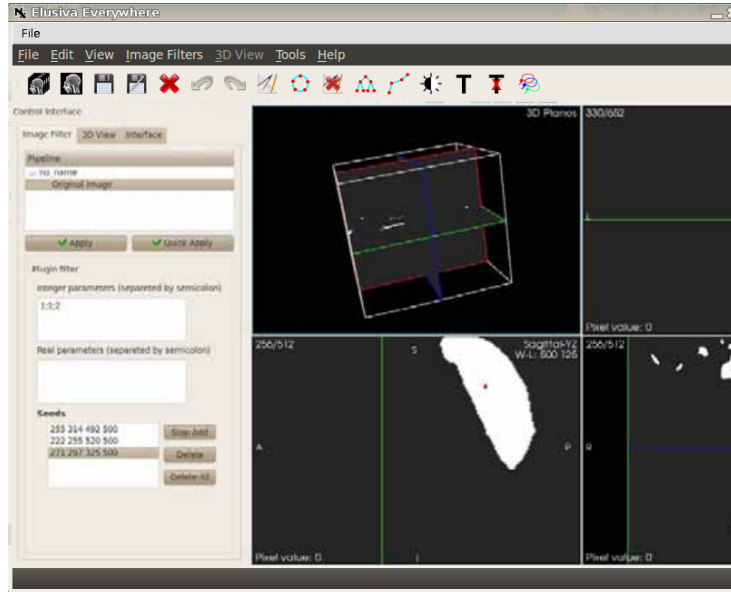 Elusiva Everywhere
File
File Edit View Image Filters 3D View Tools Help
Control Interface
Image Filter 3D View Interface
Pipeline
no_name
Original Image
Apply Quick Apply
Plugin filter
Integer parameters (separeted by semicolon)
1;1;2
Real parameters (separeted by semicolon)
Seeds
255 314 492 500
222 255 520 500
271 297 325 500
Stop Add
Delete
Delete All
3D Planes
330/652
L
Pixel value: 0
256/512
S
Sagittal-YZ
W-L: 500 125
A
P
I
Pixel value: 0
256/512
R
Pixel value: 0